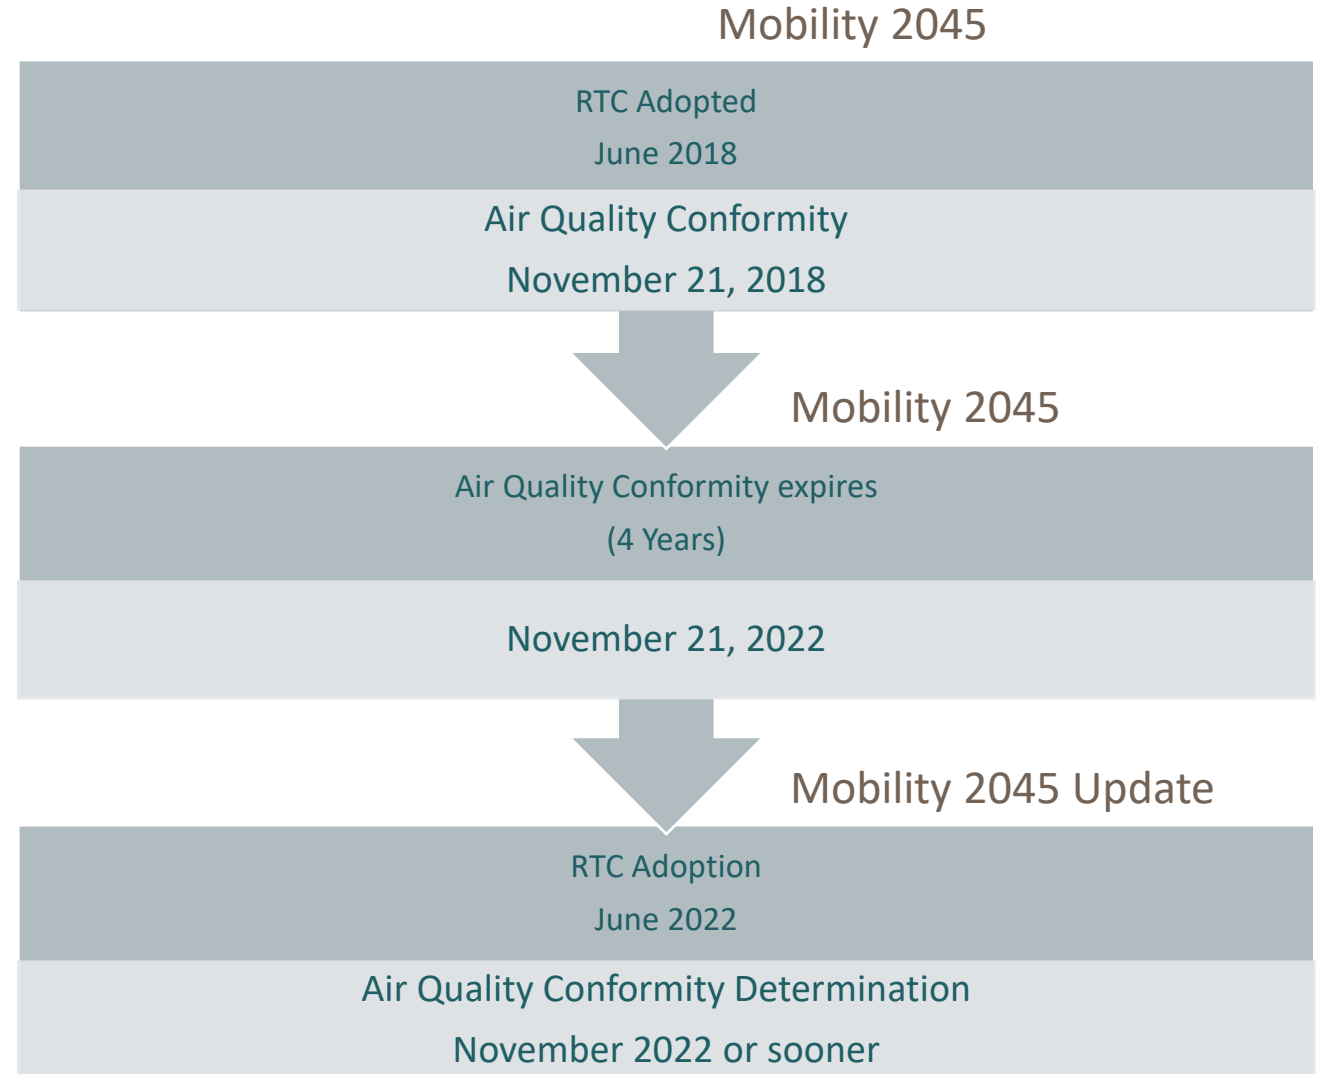 Mobility 2045
RTC Adopted
June 2018
Air Quality Conformity
November 21, 2018
Mobility 2045
Air Quality Conformity expires
(4 Years)
November 21, 2022
Mobility 2045 Update
RTC Adoption
June 2022
Air Quality Conformity Determination
November 2022 or sooner